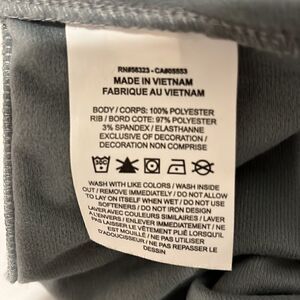 RN#56323 - CA#05553
MADE IN VIETNAM
FABRIQUE AU VIETNAM
BODY / CORPS: 100% POLYESTER
RIB / BORD COTE: 97% POLYESTER
3% SPANDEX / ELASTHANNE
EXCLUSIVE OF DECORATION /
DECORATION NON COMPRISE
WASH WITH LIKE COLORS / WASH INSIDE
OUT / REMOVE IMMEDIATELY / DO NOT ALLOW
TO LAY ON ITSELF WHEN WET / DO NOT USE
SOFTENERS / DO NOT IRON DESIGN
LAVER AVEC COULEURS SIMILAIRES / LAVER
A L'ENVERS / ENLEVER IMMEDIATEMENT / NE
PAS LAISSER LE VÊTEMENT PLIÉ LORSQU'IL
EST MOUILLÉ / NE PAS UTILISER
D'ADOUCISSEUR / NE PAS REPASSER LE
DESSIN